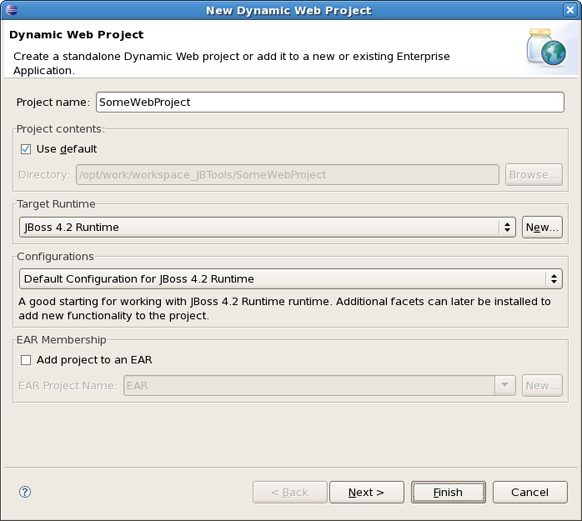 New Dynamic Web Project
Dynamic Web Project
Create a standalone Dynamic Web project or add it to a new or existing Enterprise
Application.
Project name: SomeWebProject
Project contents:
Use default
Directory: /opt/work/workspace_JBTools/SomeWebProject Browse...
Target Runtime
JBoss 4.2 Runtime New...
Configurations
Default Configuration for JBoss 4.2 Runtime
A good starting for working with JBoss 4.2 Runtime runtime. Additional facets can later be installed to
add new functionality to the project.
EAR Membership
Add project to an EAR
EAR Project Name: EAR New...
? < Back Next > Finish Cancel